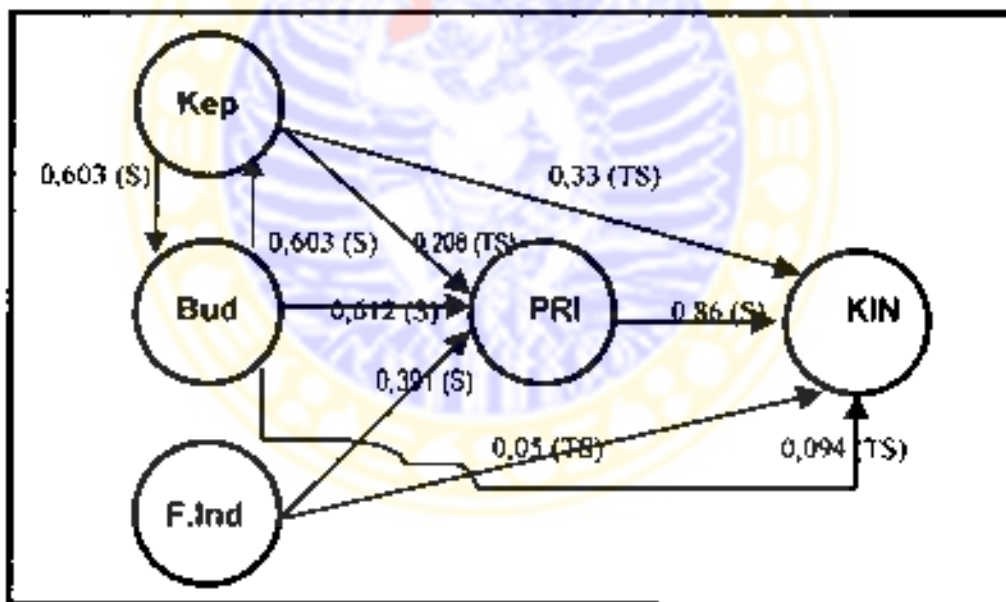 Kep
0,603 (S)
0,33 (TS)
0,603 (S)
0,208 (TS)
Bud
0,612 (S)
PRI
0,86 (S)
KIN
0,391 (S)
0,05 (TS)
0,094 (TS)
F.Ind